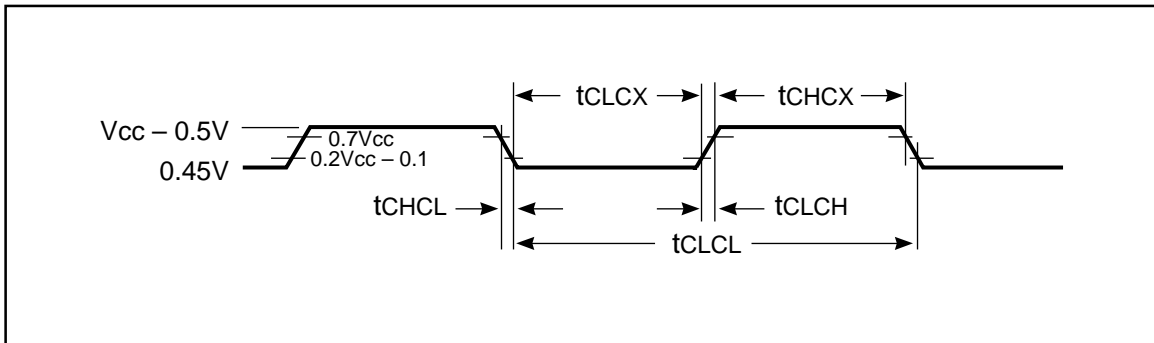 tCLCX
tCHCX
Vcc – 0.5V
0.7Vcc
0.2Vcc – 0.1
0.45V
tCHCL
tCLCH
tCLCL